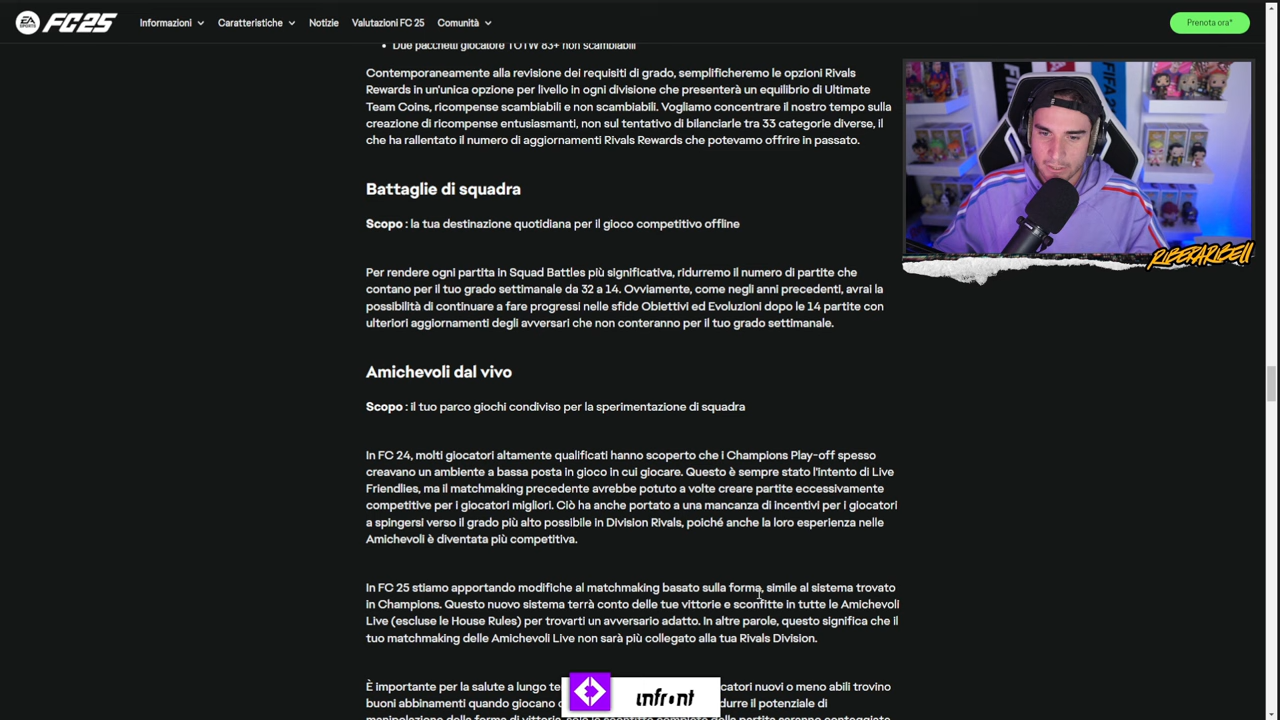 EA SPORTS FC25 Informazioni Caratteristiche Notizie Valutazioni FC 25 Comunità Prenota ora*
• Due pacchetti giocatore TOTW 83+ non scambiabili
Contemporaneamente alla revisione dei requisiti di grado, semplificheremo le opzioni Rivals
Rewards in un'unica opzione per livello in ogni divisione che presenterà un equilibrio di Ultimate
Team Coins, ricompense scambiabili e non scambiabili. Vogliamo concentrare il nostro tempo sulla
creazione di ricompense entusiasmanti, non sul tentativo di bilanciarle tra 33 categorie diverse, il
che ha rallentato il numero di aggiornamenti Rivals Rewards che potevamo offrire in passato.
RIBERARIBELL
Battaglie di squadra
Scopo : la tua destinazione quotidiana per il gioco competitivo offline
Per rendere ogni partita in Squad Battles più significativa, ridurremo il numero di partite che
contano per il tuo grado settimanale da 32 a 14. Ovviamente, come negli anni precedenti, avrai la
possibilità di continuare a fare progressi nelle sfide Obiettivi ed Evoluzioni dopo le 14 partite con
ulteriori aggiornamenti degli avversari che non conteranno per il tuo grado settimanale.
Amichevoli dal vivo
Scopo : il tuo parco giochi condiviso per la sperimentazione di squadra
In FC 24, molti giocatori altamente qualificati hanno scoperto che i Champions Play-off spesso
creavano un ambiente a bassa posta in gioco in cui giocare. Questo è sempre stato l'intento di Live
Friendlies, ma il matchmaking precedente avrebbe potuto a volte creare partite eccessivamente
competitive per i giocatori migliori. Ciò ha anche portato a una mancanza di incentivi per i giocatori
a spingersi verso il grado più alto possibile in Division Rivals, poiché anche la loro esperienza nelle
Amichevoli è diventata più competitiva.
In FC 25 stiamo apportando modifiche al matchmaking basato sulla forma, simile al sistema trovato
in Champions. Questo nuovo sistema terrà conto delle tue vittorie e sconfitte in tutte le Amichevoli
Live (escluse le House Rules) per trovarti un avversario adatto. In altre parole, questo significa che il
tuo matchmaking delle Amichevoli Live non sarà più collegato alla tua Rivals Division.
È importante per la salute a lungo te
catori nuovi o meno abili trovino
infront
buoni abbinamenti quando giocano
durre il potenziale di